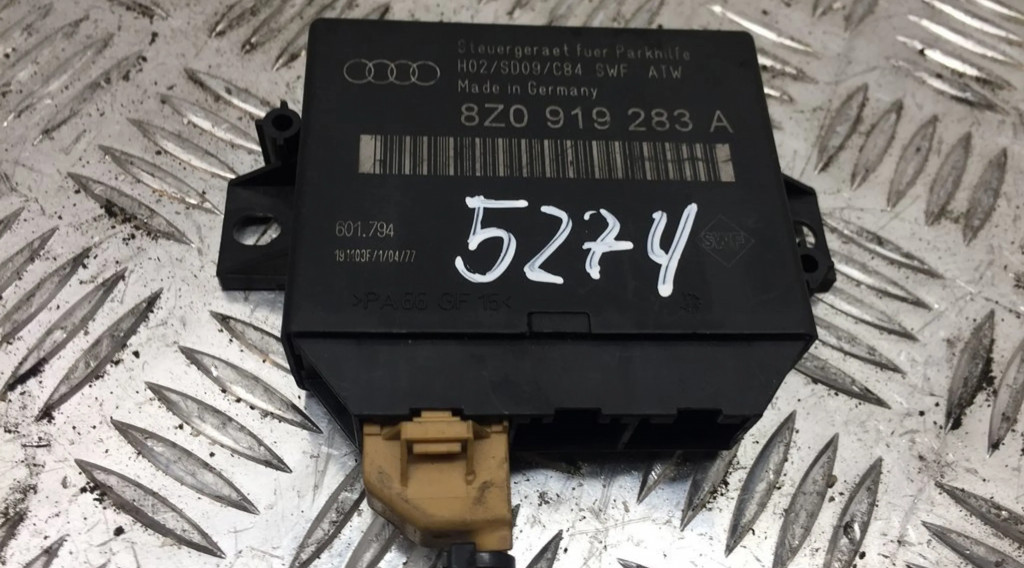 Steuergeraet fuer Parkhilfe
H02/SD09/C84 SWF ATW
Made in Germany
8Z0 919 283 A
5274
601.794
191103F/1/04/77
SWF
>PA 66 GF 15<